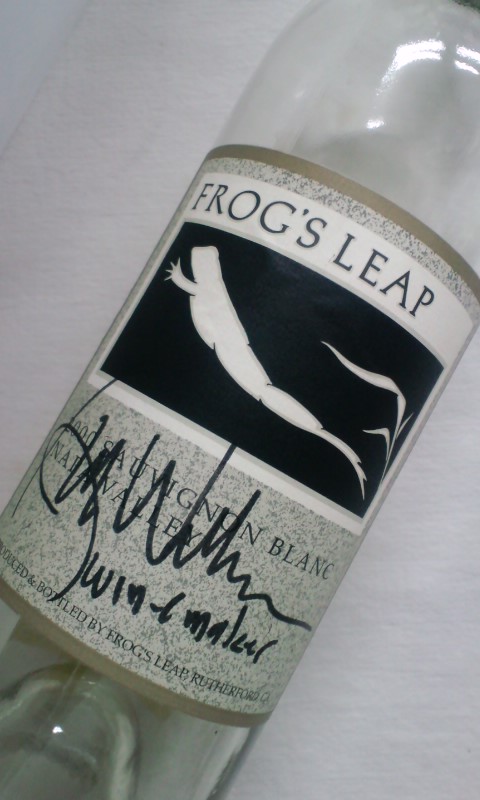 FROG'S LEAP
SAUVIGNON BLANC
NAPA VALLEY
winemaker
PRODUCED & BOTTLED BY FROG'S LEAP, RUTHERFORD, CA